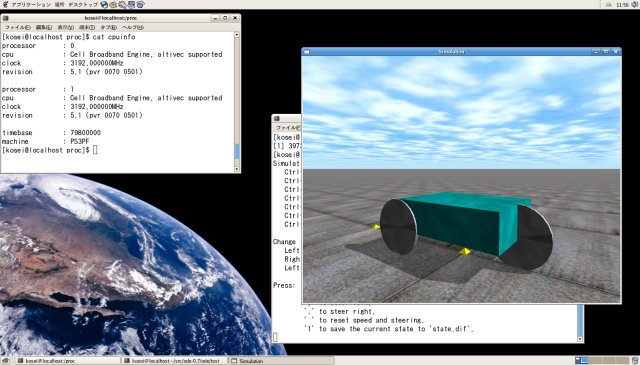 アプリケーション 場所 デスクトップ
11:56
kosei@localhost:/proc
ファイル(F) 編集(E) 表示(V) 端末(T) タブ(B) ヘルプ(H)
[kosei@localhost proc]$ cat cpuinfo
processor : 0
cpu : Cell Broadband Engine, altivec supported
clock : 3192.000000MHz
revision : 5.1 (pvr 0070 0501)
processor : 1
cpu : Cell Broadband Engine, altivec supported
clock : 3192.000000MHz
revision : 5.1 (pvr 0070 0501)
timebase : 79800000
machine : PS3PF
[kosei@localhost proc]$
Simulation
ファイル(
[kosei
[1] 397
[kosei
Simulat
Ctrl-
Ctrl-
Ctrl-
Ctrl-
Ctrl-
Ctrl-
Change
Left
Right
Left
Press:
'.' to steer right.
' ' to reset speed and steering.
'1' to save the current state to 'state.dif'.
kosei@localhost:/proc
kosei@localhost:~/src/ode-0.7/ode/test
Simulation